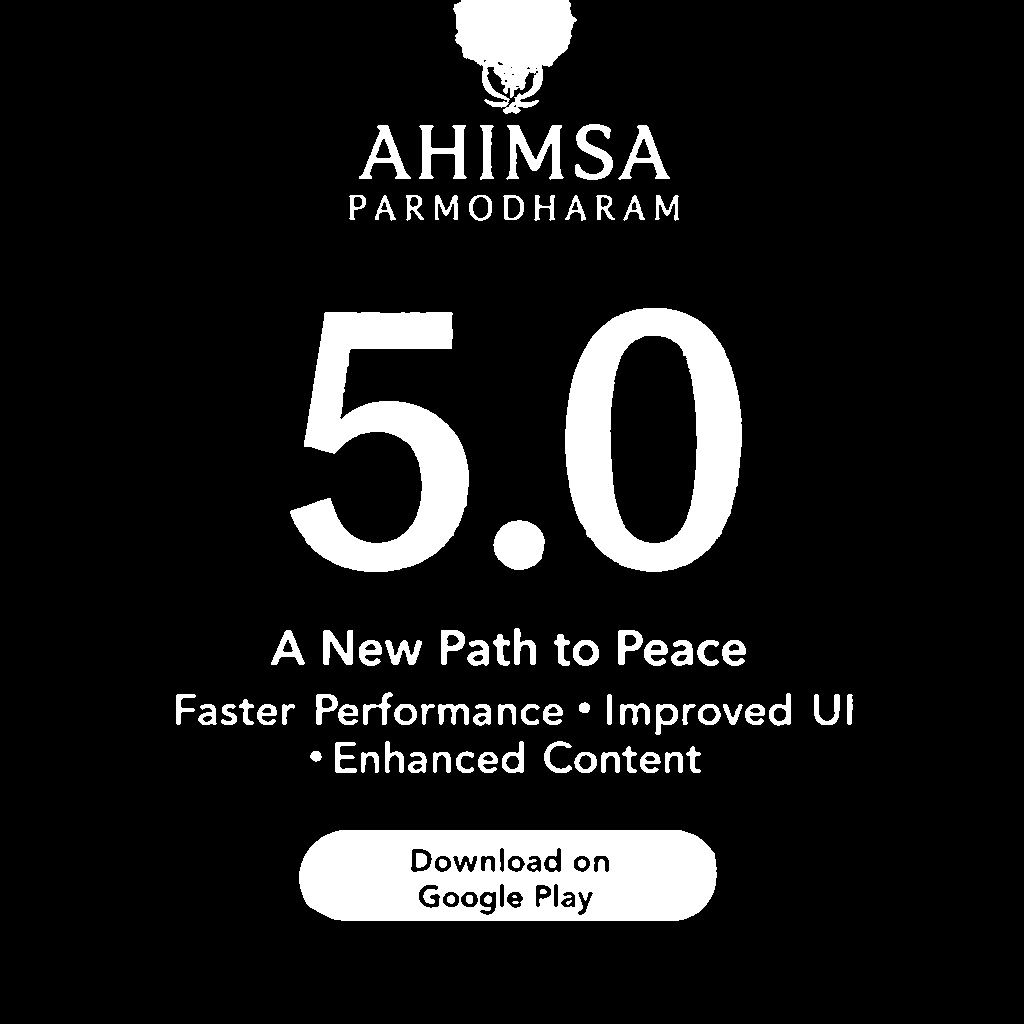 AHIMSA
PARMODHARAM
5.0
A New Path to Peace
Faster Performance • Improved UI
• Enhanced Content
Download on
Google Play